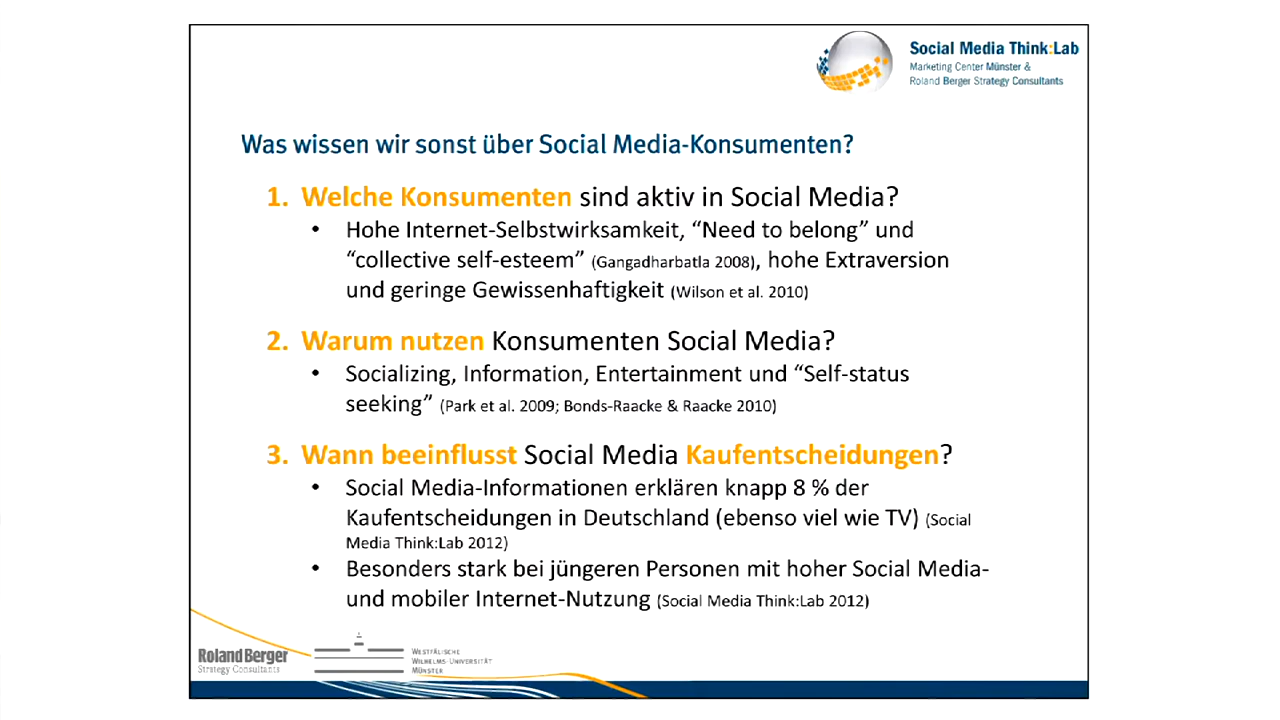 Social Media Think:Lab
Marketing Center Münster &
Roland Berger Strategy Consultants
Was wissen wir sonst über Social Media-Konsumenten?
1. Welche Konsumenten sind aktiv in Social Media?
• Hohe Internet-Selbstwirksamkeit, “Need to belong” und
“collective self-esteem” (Gangadharbatla 2008), hohe Extraversion
und geringe Gewissenhaftigkeit (Wilson et al. 2010)
2. Warum nutzen Konsumenten Social Media?
• Socializing, Information, Entertainment und “Self-status
seeking” (Park et al. 2009; Bonds-Raacke & Raacke 2010)
3. Wann beeinflusst Social Media Kaufentscheidungen?
• Social Media-Informationen erklären knapp 8 % der
Kaufentscheidungen in Deutschland (ebenso viel wie TV) (Social
Media Think:Lab 2012)
• Besonders stark bei jüngeren Personen mit hoher Social Media-
und mobiler Internet-Nutzung (Social Media Think:Lab 2012)
Roland Berger
Strategy Consultants
Westfälische
Wilhelms-Universität
Münster